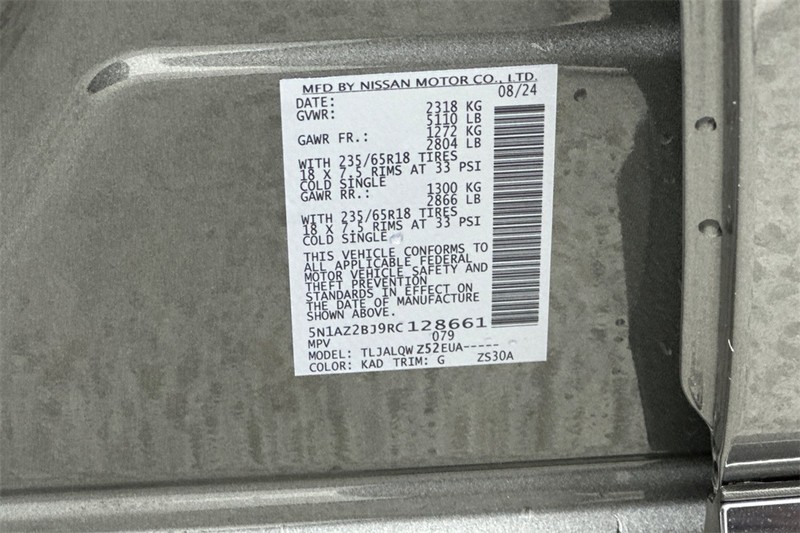 MFD BY NISSAN MOTOR CO., LTD.
DATE: 08/24
GVWR: 2318 KG
5110 LB
GAWR FR.: 1272 KG
2804 LB
WITH 235/65R18 TIRES
18 X 7.5 RIMS AT 33 PSI
COLD SINGLE
GAWR RR.: 1300 KG
2866 LB
WITH 235/65R18 TIRES
18 X 7.5 RIMS AT 33 PSI
COLD SINGLE
THIS VEHICLE CONFORMS TO
ALL APPLICABLE FEDERAL
MOTOR VEHICLE SAFETY AND
THEFT PREVENTION
STANDARDS IN EFFECT ON
THE DATE OF MANUFACTURE
SHOWN ABOVE.
5N1AZ2BJ9RC128661
MPV 079
MODEL: TLJALQWZ52EUA-----
COLOR: KAD TRIM: G ZS30A